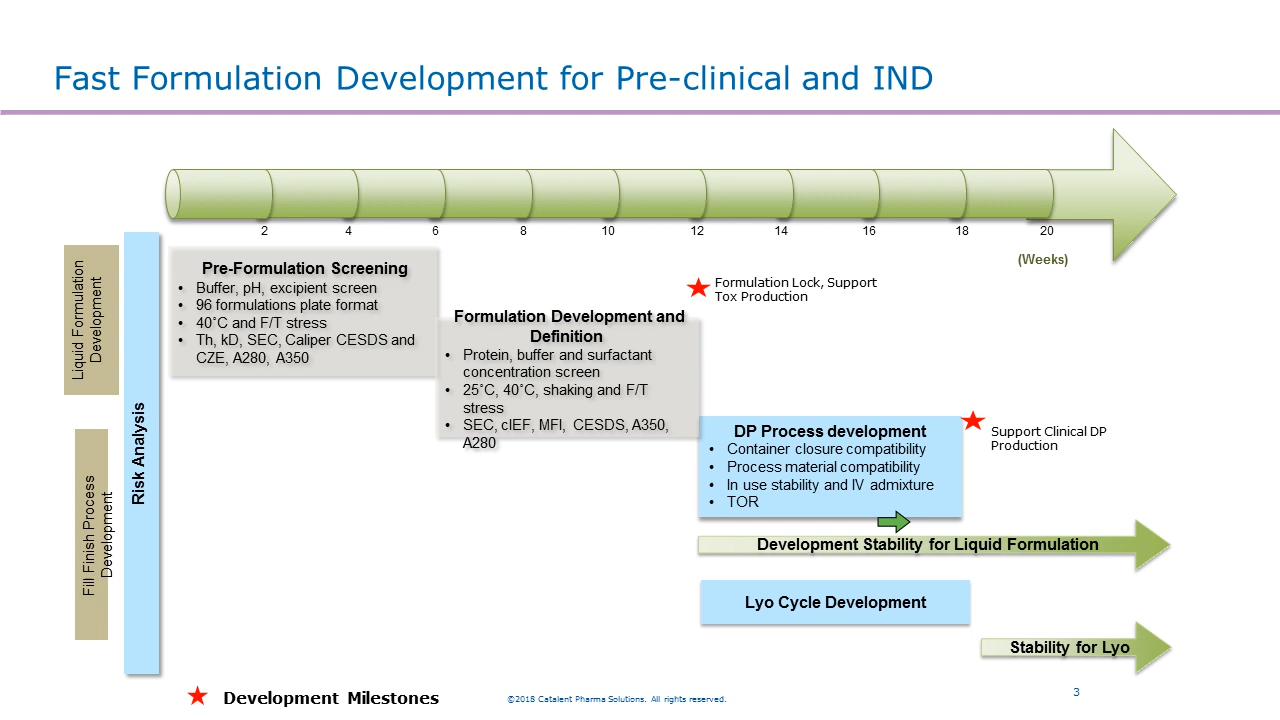 Fast Formulation Development for Pre-clinical and IND
2 4 6 8 10 12 14 16 18 20
(Weeks)
Liquid Formulation
Development
Fill Finish Process
Development
Risk Analysis
Pre-Formulation Screening
• Buffer, pH, excipient screen
• 96 formulations plate format
• 40˚C and F/T stress
• Th, kD, SEC, Caliper CESDS and
CZE, A280, A350
Formulation Lock, Support
Tox Production
Formulation Development and
Definition
• Protein, buffer and surfactant
concentration screen
• 25˚C, 40˚C, shaking and F/T
stress
• SEC, cIEF, MFI, CESDS, A350,
A280
DP Process development
• Container closure compatibility
• Process material compatibility
• In use stability and IV admixture
• TOR
Support Clinical DP
Production
Development Stability for Liquid Formulation
Lyo Cycle Development
Stability for Lyo
Development Milestones
©2018 Catalent Pharma Solutions. All rights reserved.
3